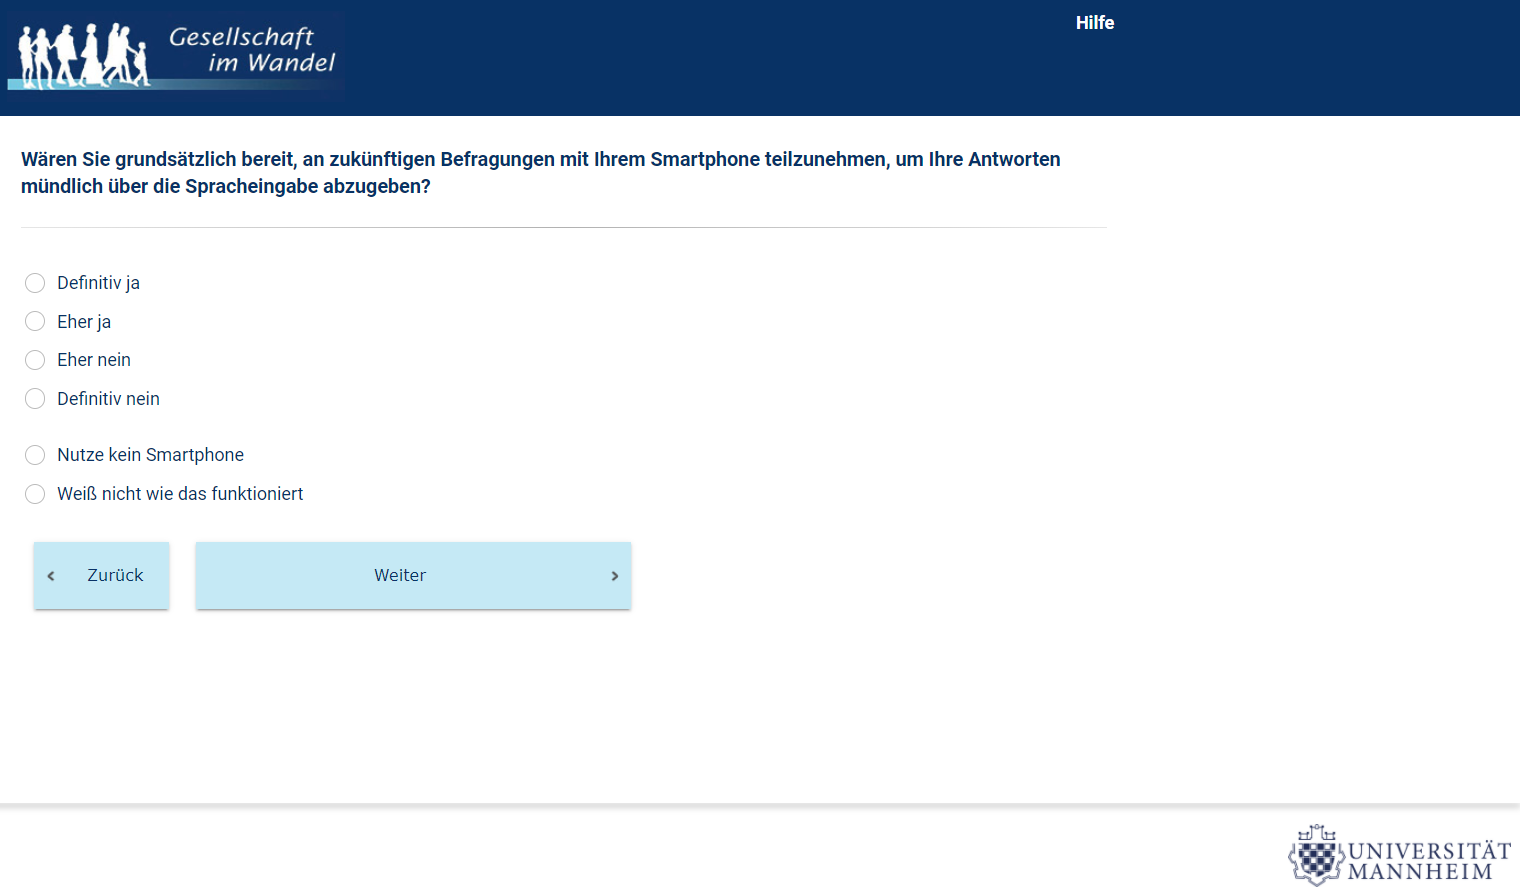 Gesellschaft
im Wandel
Hilfe
Wären Sie grundsätzlich bereit, an zukünftigen Befragungen mit Ihrem Smartphone teilzunehmen, um Ihre Antworten
mündlich über die Spracheingabe abzugeben?
Definitiv ja
Eher ja
Eher nein
Definitiv nein
Nutze kein Smartphone
Weiß nicht wie das funktioniert
Zurück
Weiter
UNIVERSITÄT
MANNHEIM